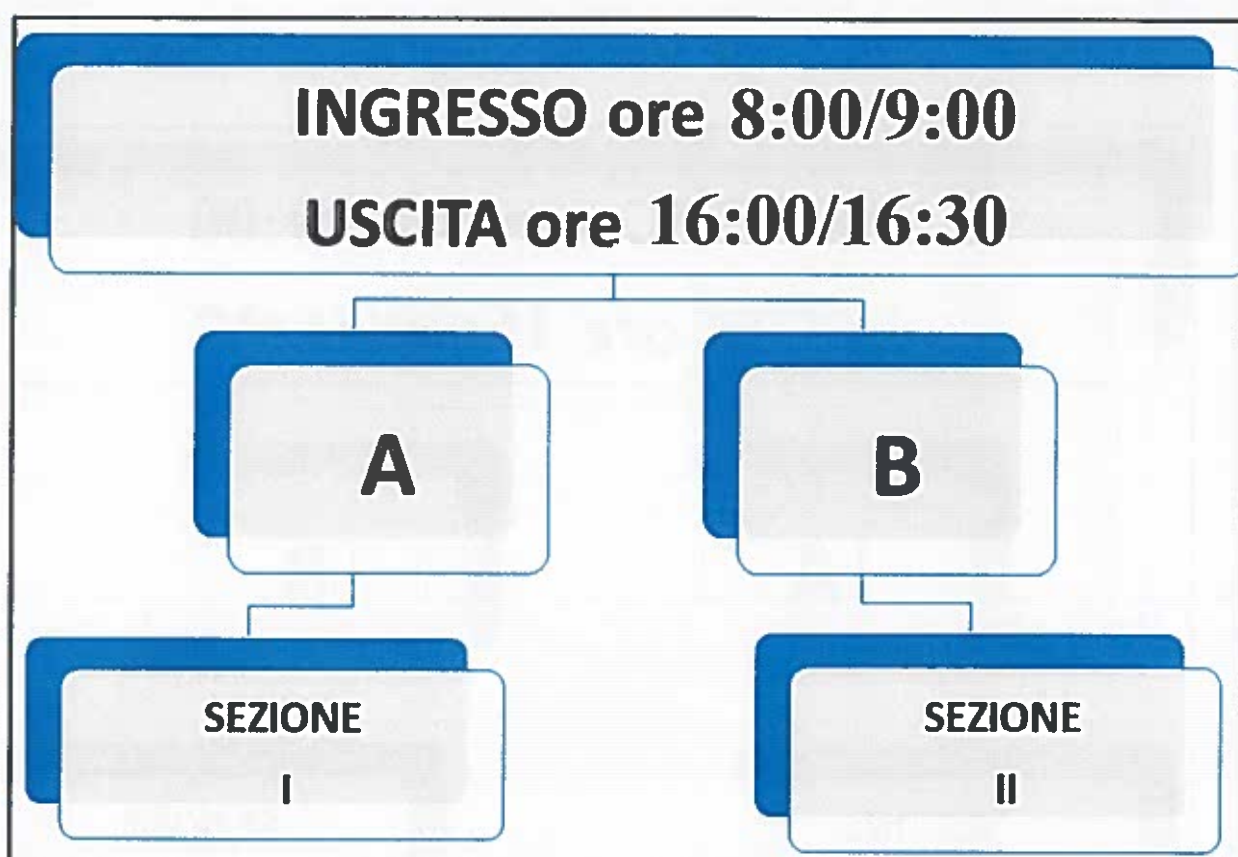 INGRESSO ore 8:00/9:00
USCITA ore 16:00/16:30
A
B
SEZIONE
I
SEZIONE
II